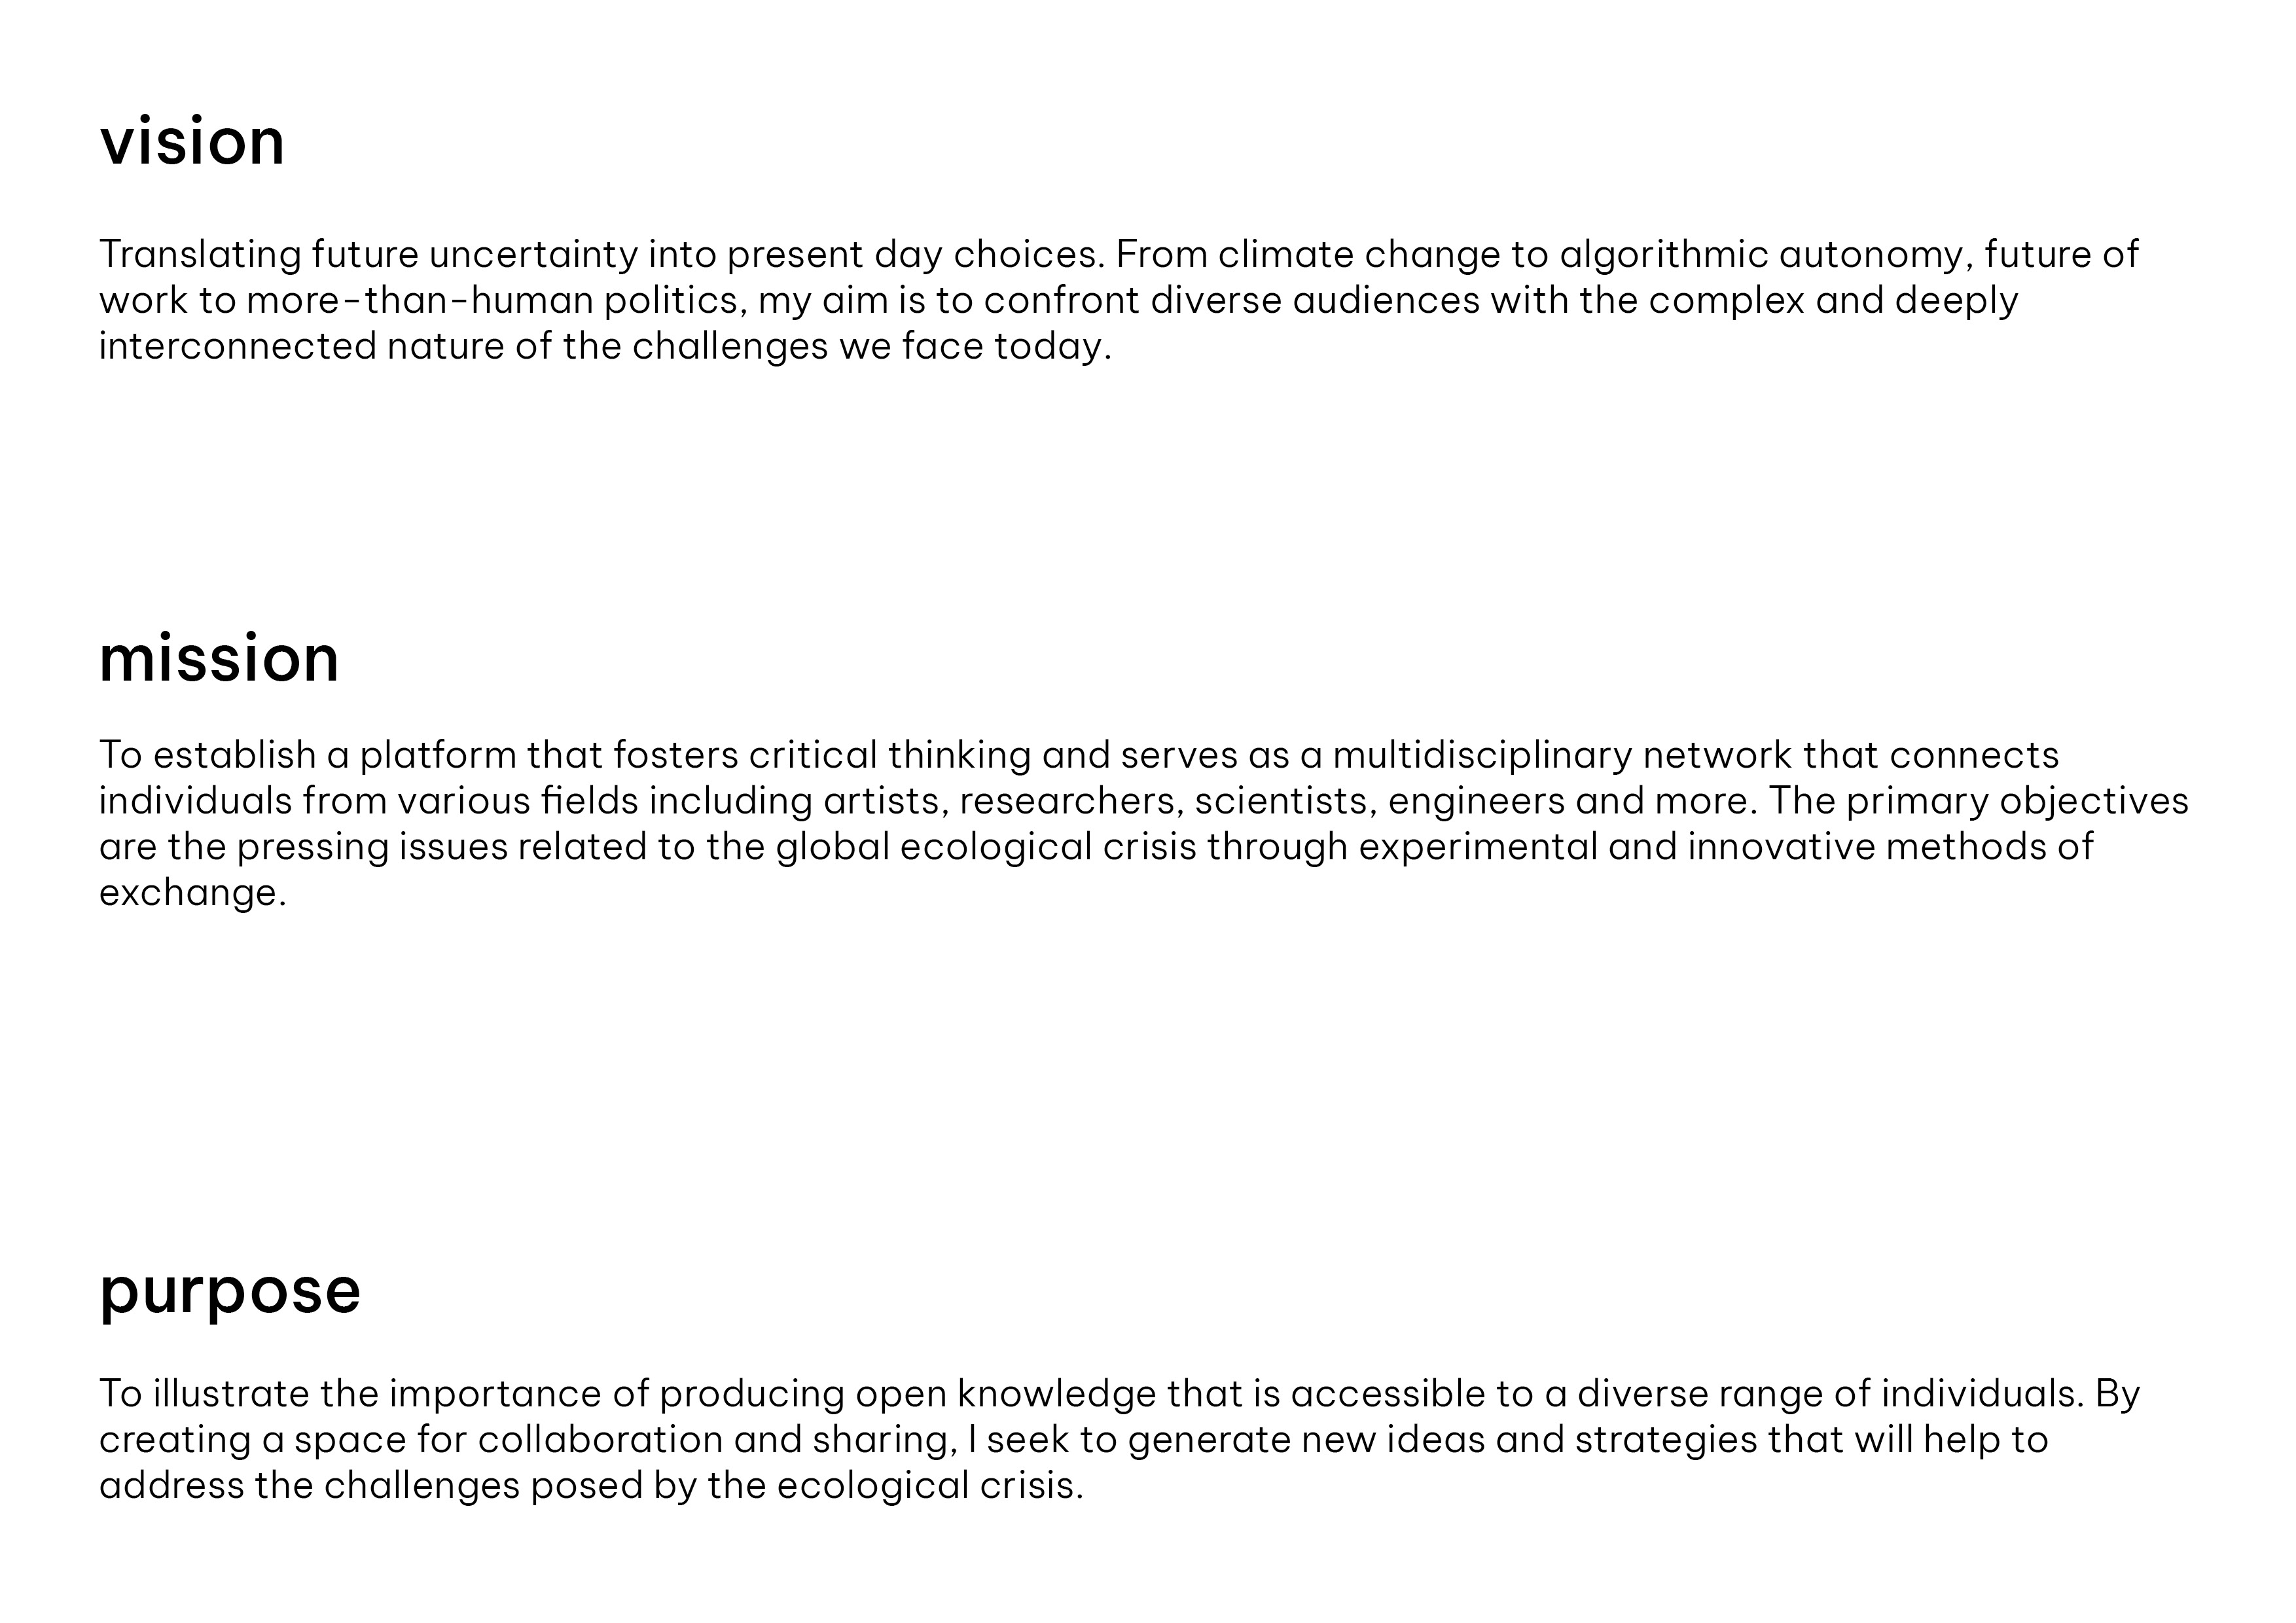 vision
Translating future uncertainty into present day choices. From climate change to algorithmic autonomy, future of
work to more-than-human politics, my aim is to confront diverse audiences with the complex and deeply
interconnected nature of the challenges we face today.
mission
To establish a platform that fosters critical thinking and serves as a multidisciplinary network that connects
individuals from various fields including artists, researchers, scientists, engineers and more. The primary objectives
are the pressing issues related to the global ecological crisis through experimental and innovative methods of
exchange.
purpose
To illustrate the importance of producing open knowledge that is accessible to a diverse range of individuals. By
creating a space for collaboration and sharing, I seek to generate new ideas and strategies that will help to
address the challenges posed by the ecological crisis.